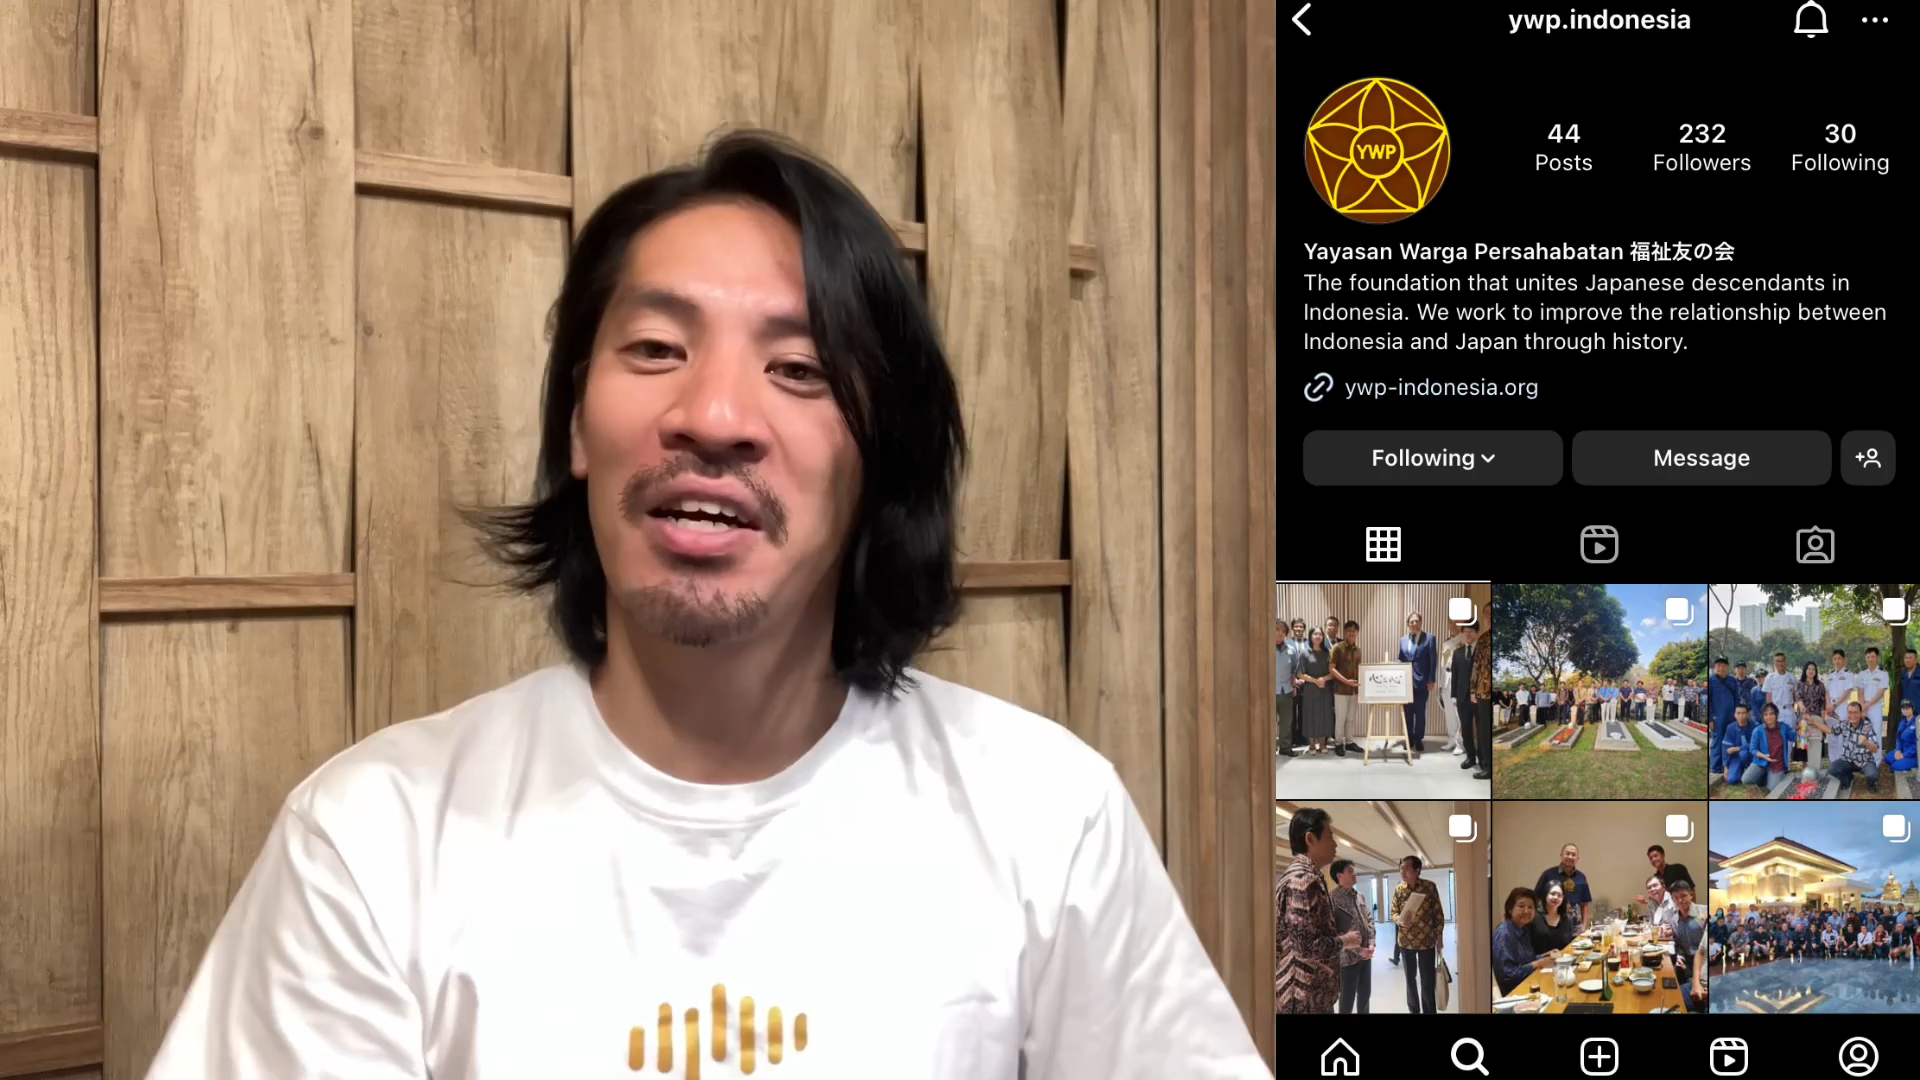 ywp.indonesia
YWP
44
Posts
232
Followers
30
Following
Yayasan Warga Persahabatan 福祉友の会
The foundation that unites Japanese descendants in
Indonesia. We work to improve the relationship between
Indonesia and Japan through history.
ywp-indonesia.org
Following
Message